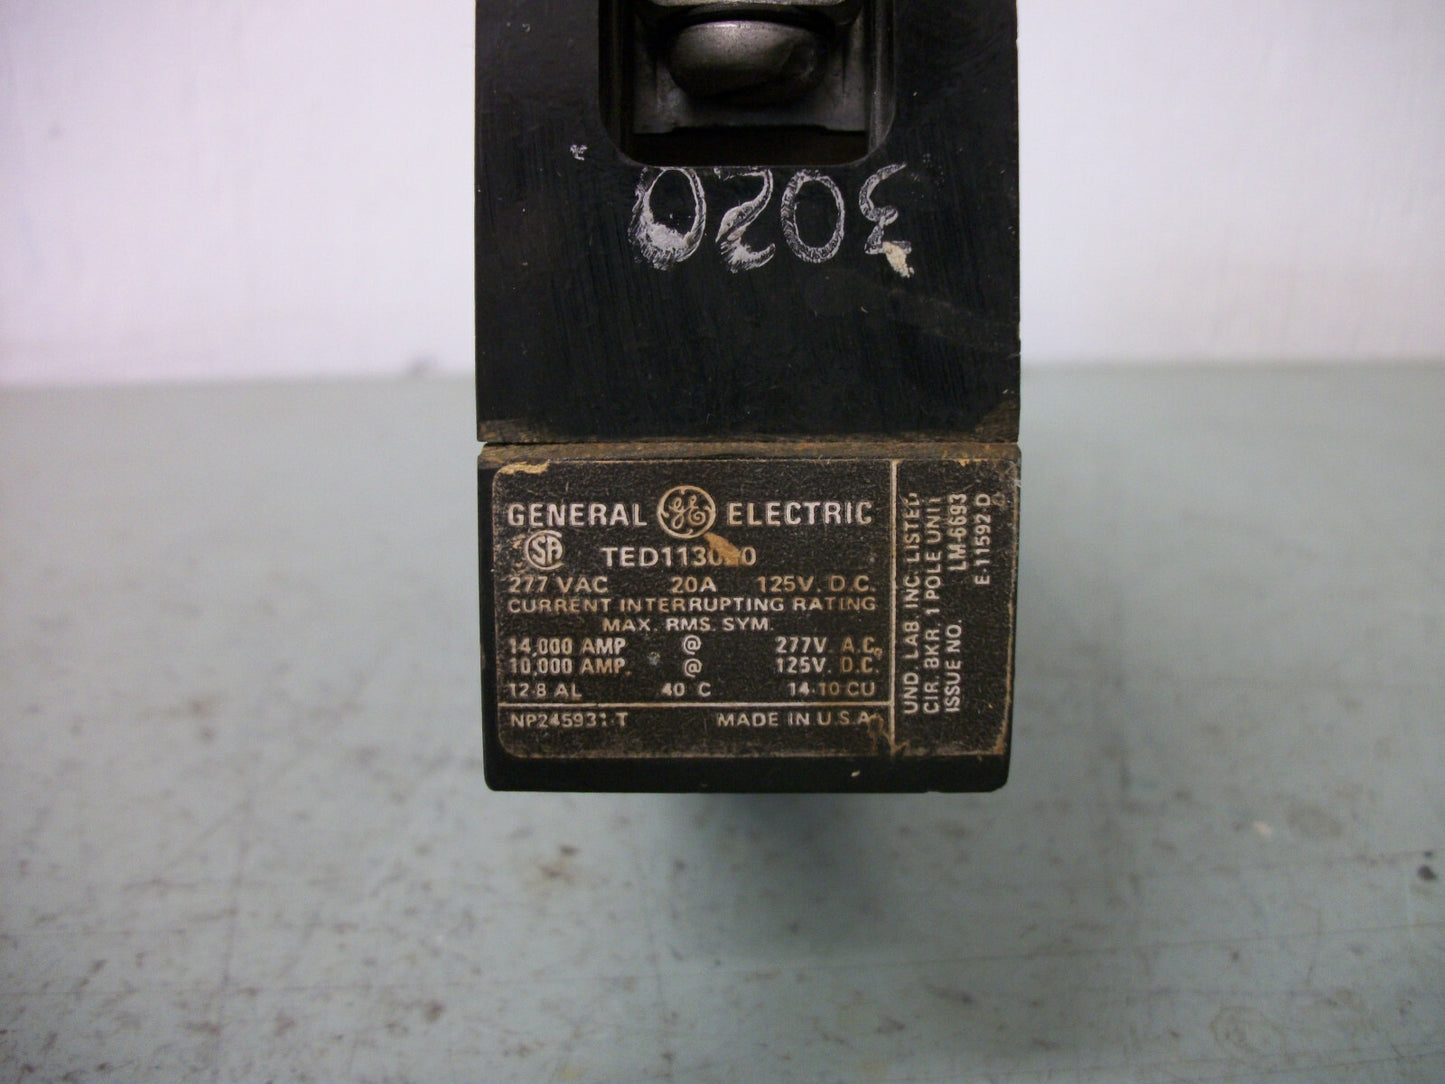 3020
GENERAL GE ELECTRIC
SA TED113020
277 VAC 20A 125V. D.C.
CURRENT INTERRUPTING RATING
MAX. RMS. SYM.
14,000 AMP @ 277V. A.C.
10,000 AMP. @ 125V. D.C.
12-8 AL 40 C 14-10 CU
NP245931-T MADE IN U.S.A.
UND. LAB. INC. LISTED
CIR. BKR. 1 POLE UNIT
ISSUE NO. LM-6693
E-11592-D